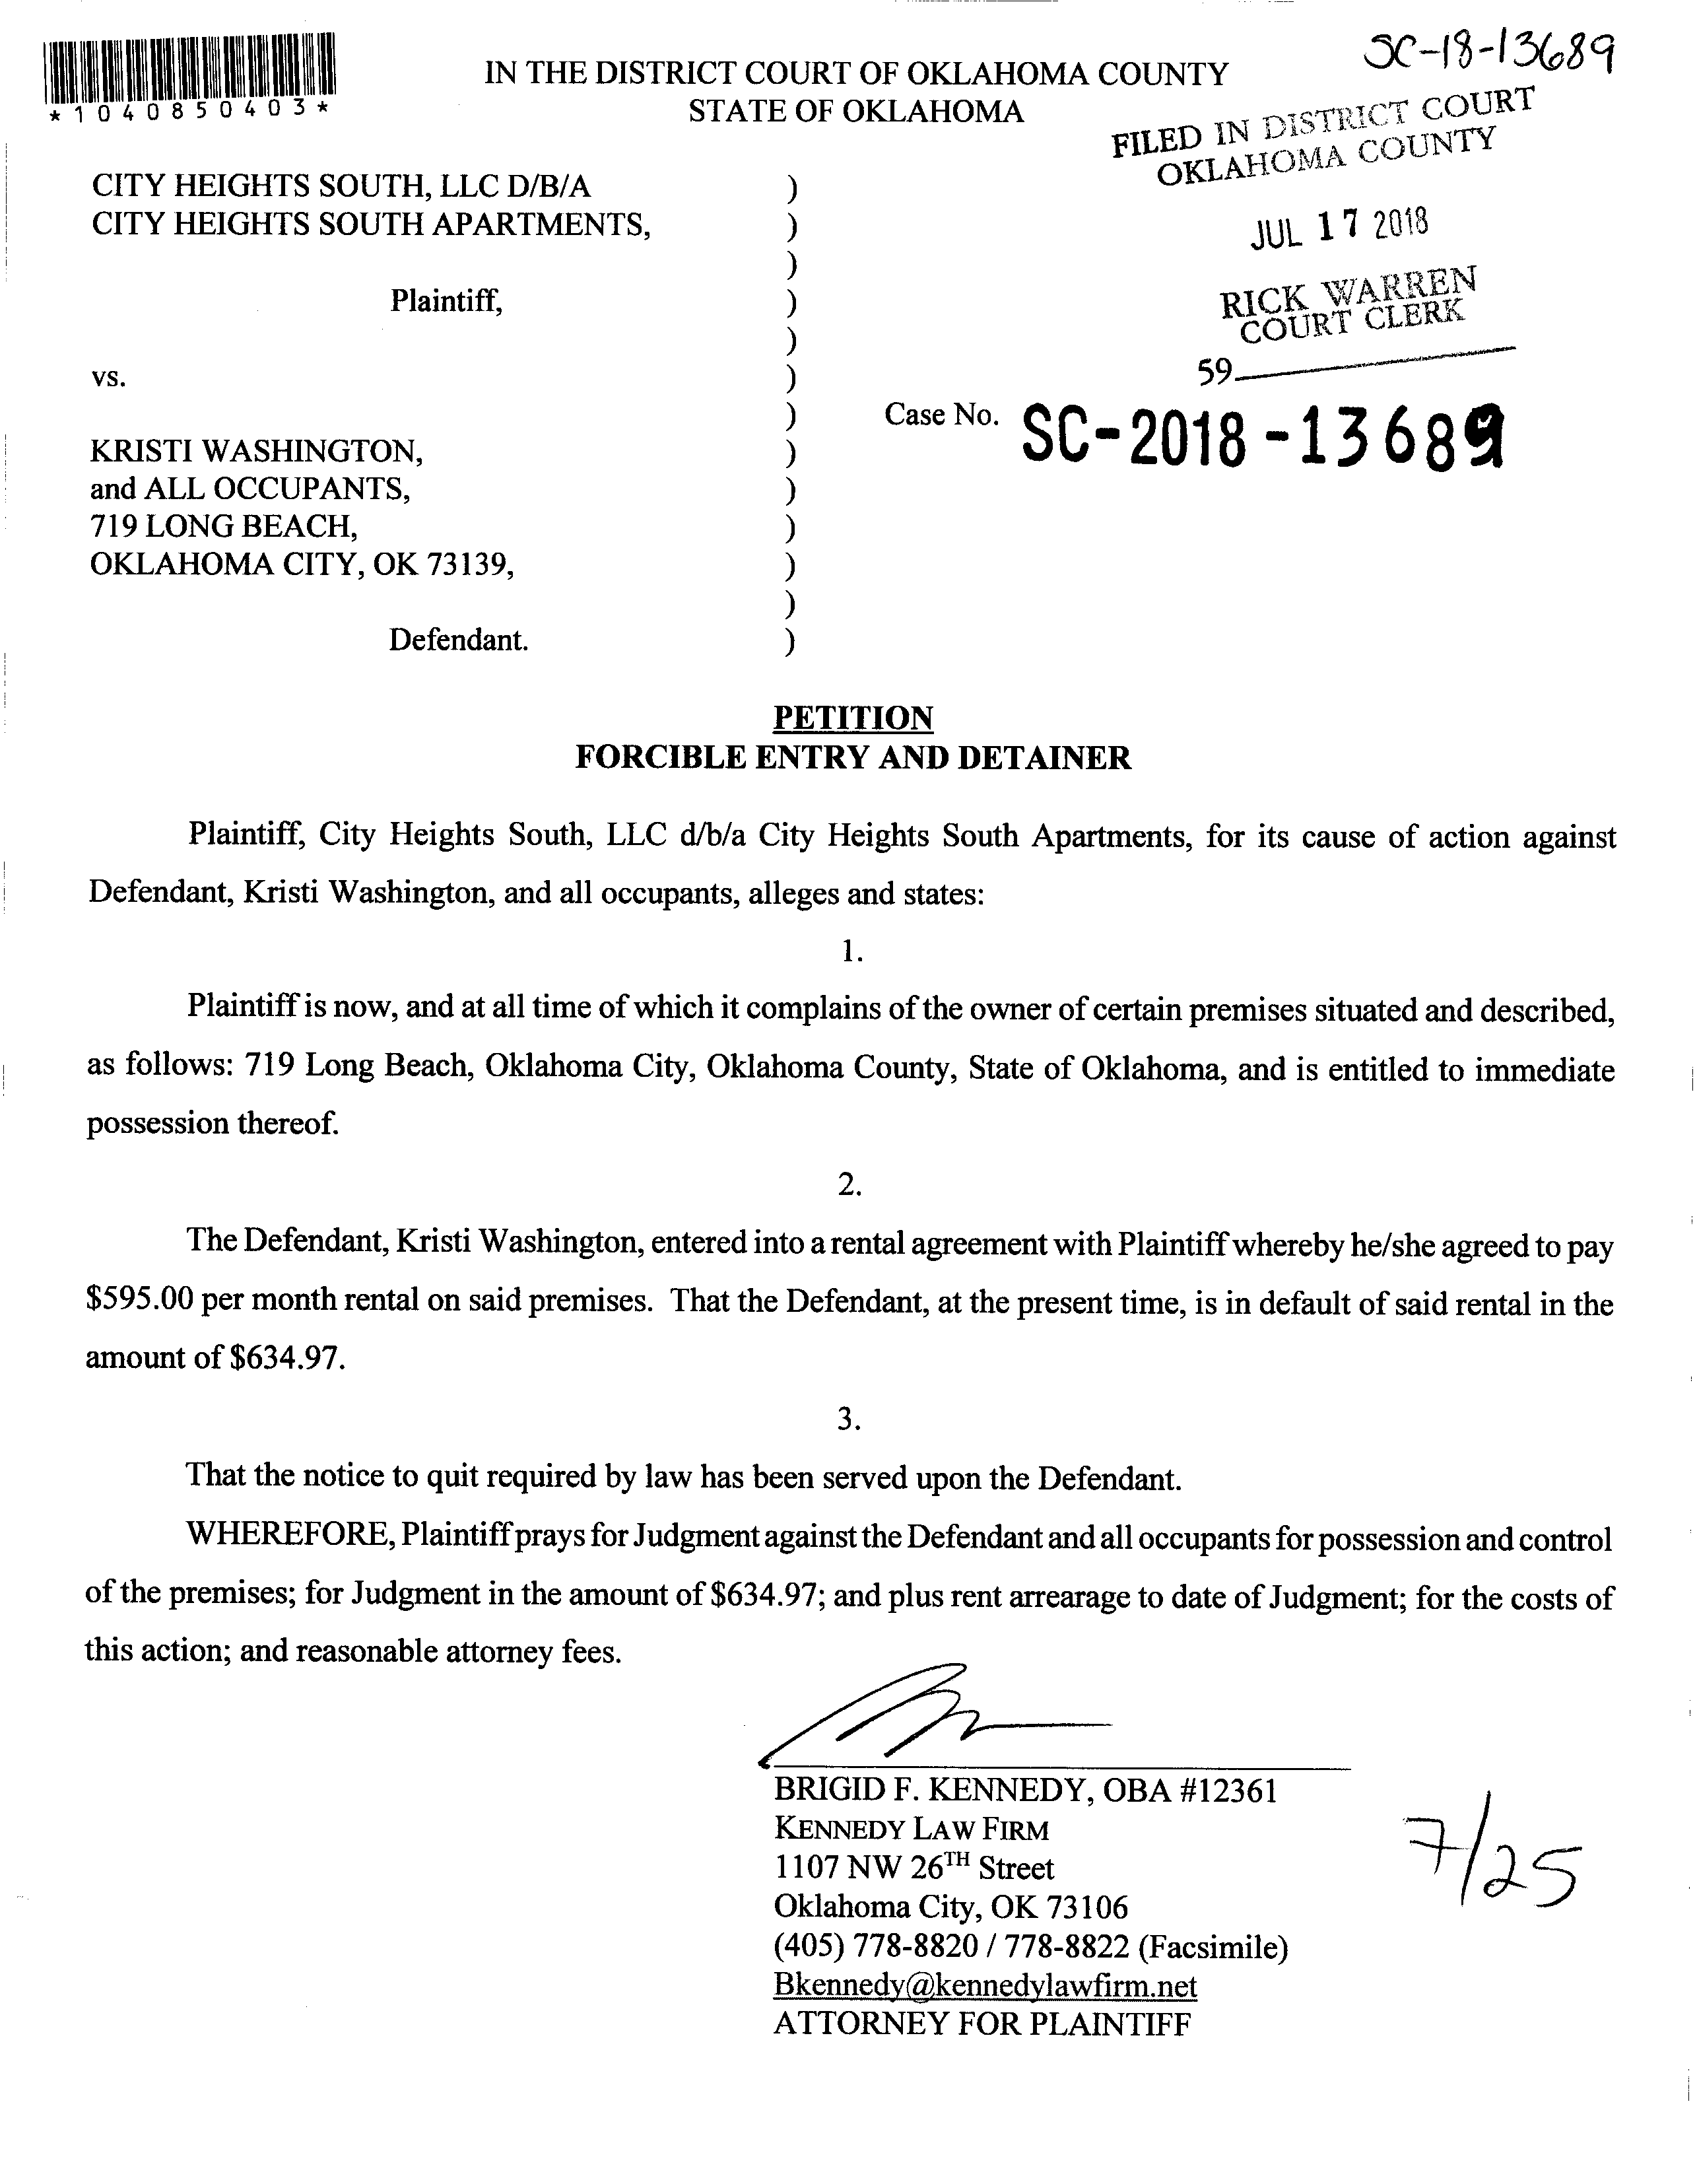 SC-18-13689
*1040850403*
IN THE DISTRICT COURT OF OKLAHOMA COUNTY
STATE OF OKLAHOMA
FILED IN DISTRICT COURT
OKLAHOMA COUNTY
JUL 17 2018
RICK WARREN
COURT CLERK
59
CITY HEIGHTS SOUTH, LLC D/B/A )
CITY HEIGHTS SOUTH APARTMENTS, )
)
Plaintiff, )
)
vs. )
) Case No. SC-2018-13689
KRISTI WASHINGTON, )
and ALL OCCUPANTS, )
719 LONG BEACH, )
OKLAHOMA CITY, OK 73139, )
)
Defendant. )
PETITION
FORCIBLE ENTRY AND DETAINER
Plaintiff, City Heights South, LLC d/b/a City Heights South Apartments, for its cause of action against
Defendant, Kristi Washington, and all occupants, alleges and states:
1.
Plaintiff is now, and at all time of which it complains of the owner of certain premises situated and described,
as follows: 719 Long Beach, Oklahoma City, Oklahoma County, State of Oklahoma, and is entitled to immediate
possession thereof.
2.
The Defendant, Kristi Washington, entered into a rental agreement with Plaintiff whereby he/she agreed to pay
$595.00 per month rental on said premises. That the Defendant, at the present time, is in default of said rental in the
amount of $634.97.
3.
That the notice to quit required by law has been served upon the Defendant.
WHEREFORE, Plaintiff prays for Judgment against the Defendant and all occupants for possession and control
of the premises; for Judgment in the amount of $634.97; and plus rent arrearage to date of Judgment; for the costs of
this action; and reasonable attorney fees.
BRIGID F. KENNEDY, OBA #12361
KENNEDY LAW FIRM
1107 NW 26TH Street
Oklahoma City, OK 73106
(405) 778-8820 / 778-8822 (Facsimile)
Bkennedy@kennedylawfirm.net
ATTORNEY FOR PLAINTIFF
7/25